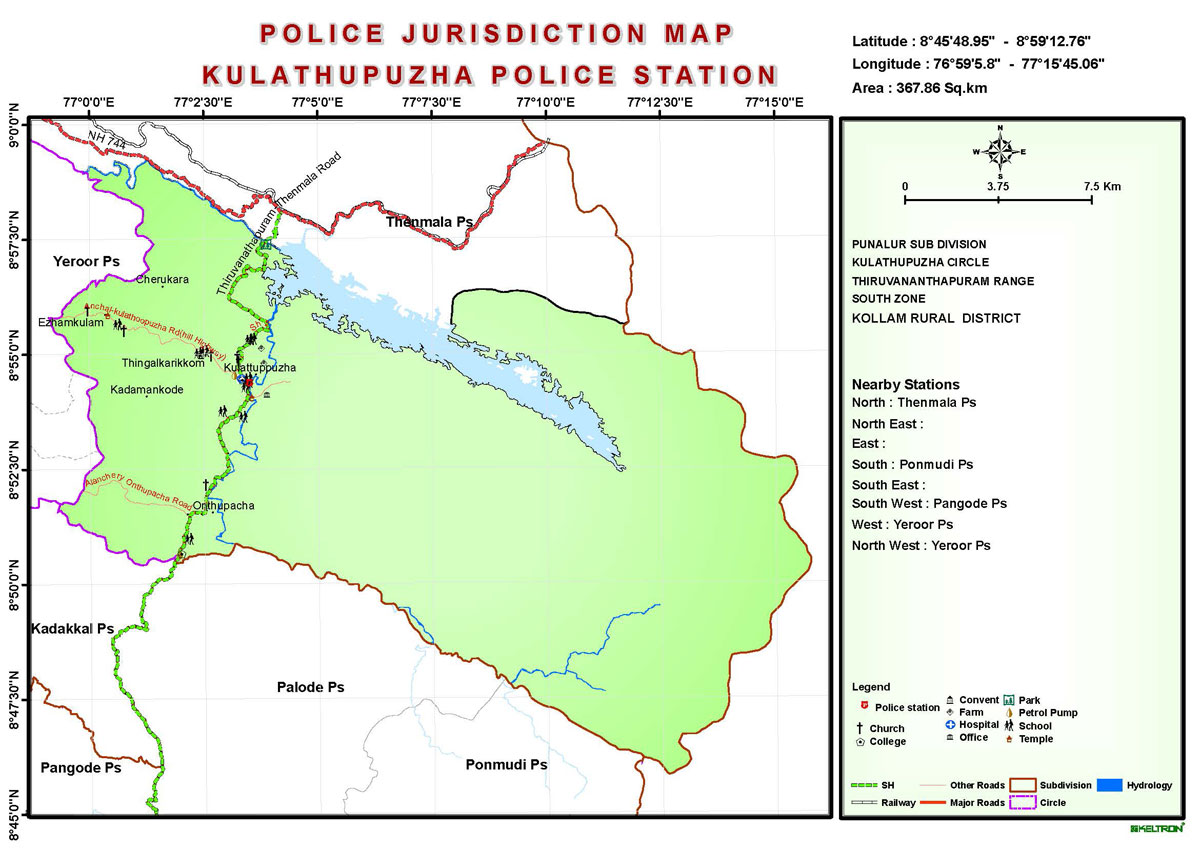 POLICE JURISDICTION MAP
KULATHUPUZHA POLICE STATION
Latitude : 8°45'48.95" - 8°59'12.76"
Longitude : 76°59'5.8" - 77°15'45.06"
Area : 367.86 Sq.km
77°0'0"E 77°2'30"E 77°5'0"E 77°7'30"E 77°10'0"E 77°12'30"E 77°15'0"E
9°0'0"N
8°57'30"N
8°55'0"N
8°52'30"N
8°50'0"N
8°47'30"N
8°45'0"N
NH 744
Thiruvanathapuram Thenmala Road
Thenmala Ps
Yeroor Ps
Cherukara
Anchal-kulathoopuzha Rd(hill Highway)
Ezhamkulam
Sh 2
Thingalkarikkom
Kulattuppuzha
Kadamankode
Alanchery Onthupacha Road
Onthupacha
Kadakkal Ps
Palode Ps
Pangode Ps
Ponmudi Ps
N
W E
S
0 3.75 7.5 Km
PUNALUR SUB DIVISION
KULATHUPUZHA CIRCLE
THIRUVANANTHAPURAM RANGE
SOUTH ZONE
KOLLAM RURAL DISTRICT
Nearby Stations
North : Thenmala Ps
North East :
East :
South : Ponmudi Ps
South East :
South West : Pangode Ps
West : Yeroor Ps
North West : Yeroor Ps
Legend
Police station
Church
College
Convent
Farm
Hospital
Office
Park
Petrol Pump
School
Temple
SH
Railway
Other Roads
Major Roads
Subdivision
Circle
Hydrology
KELTRON